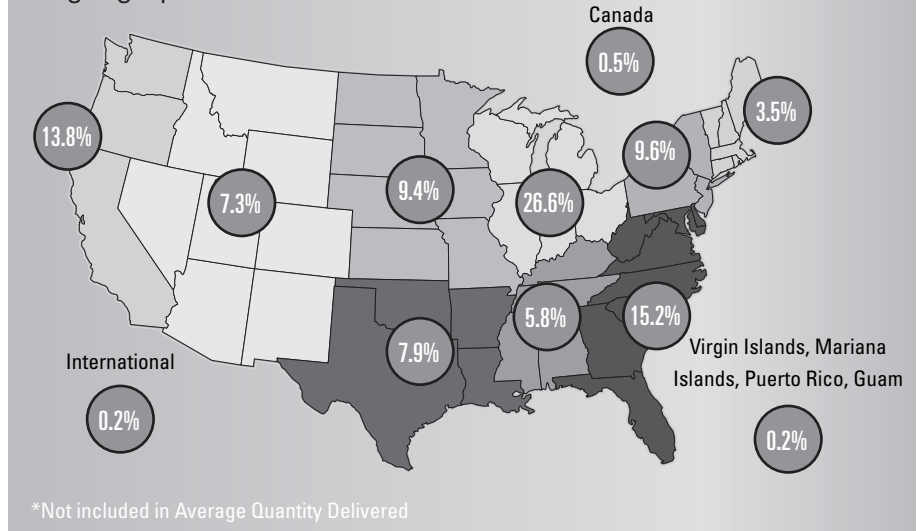 Canada
0.5%
3.5%
13.8%
9.6%
9.4%
26.6%
7.3%
5.8%
15.2%
7.9%
International
0.2%
Virgin Islands, Mariana
Islands, Puerto Rico, Guam
0.2%
*Not included in Average Quantity Delivered